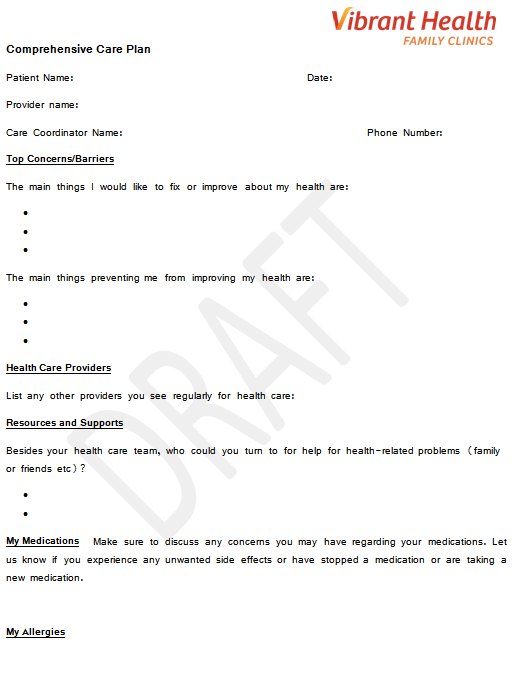 Vibrant Health
FAMILY CLINICS
Comprehensive Care Plan
Patient Name: Date:
Provider name:
Care Coordinator Name: Phone Number:
Top Concerns/Barriers
The main things I would like to fix or improve about my health are:
•
•
•
The main things preventing me from improving my health are:
•
•
•
Health Care Providers
List any other providers you see regularly for health care:
Resources and Supports
Besides your health care team, who could you turn to for help for health-related problems (family
or friends etc)?
•
•
My Medications Make sure to discuss any concerns you may have regarding your medications. Let
us know if you experience any unwanted side effects or have stopped a medication or are taking a
new medication.
My Allergies
DRAFT